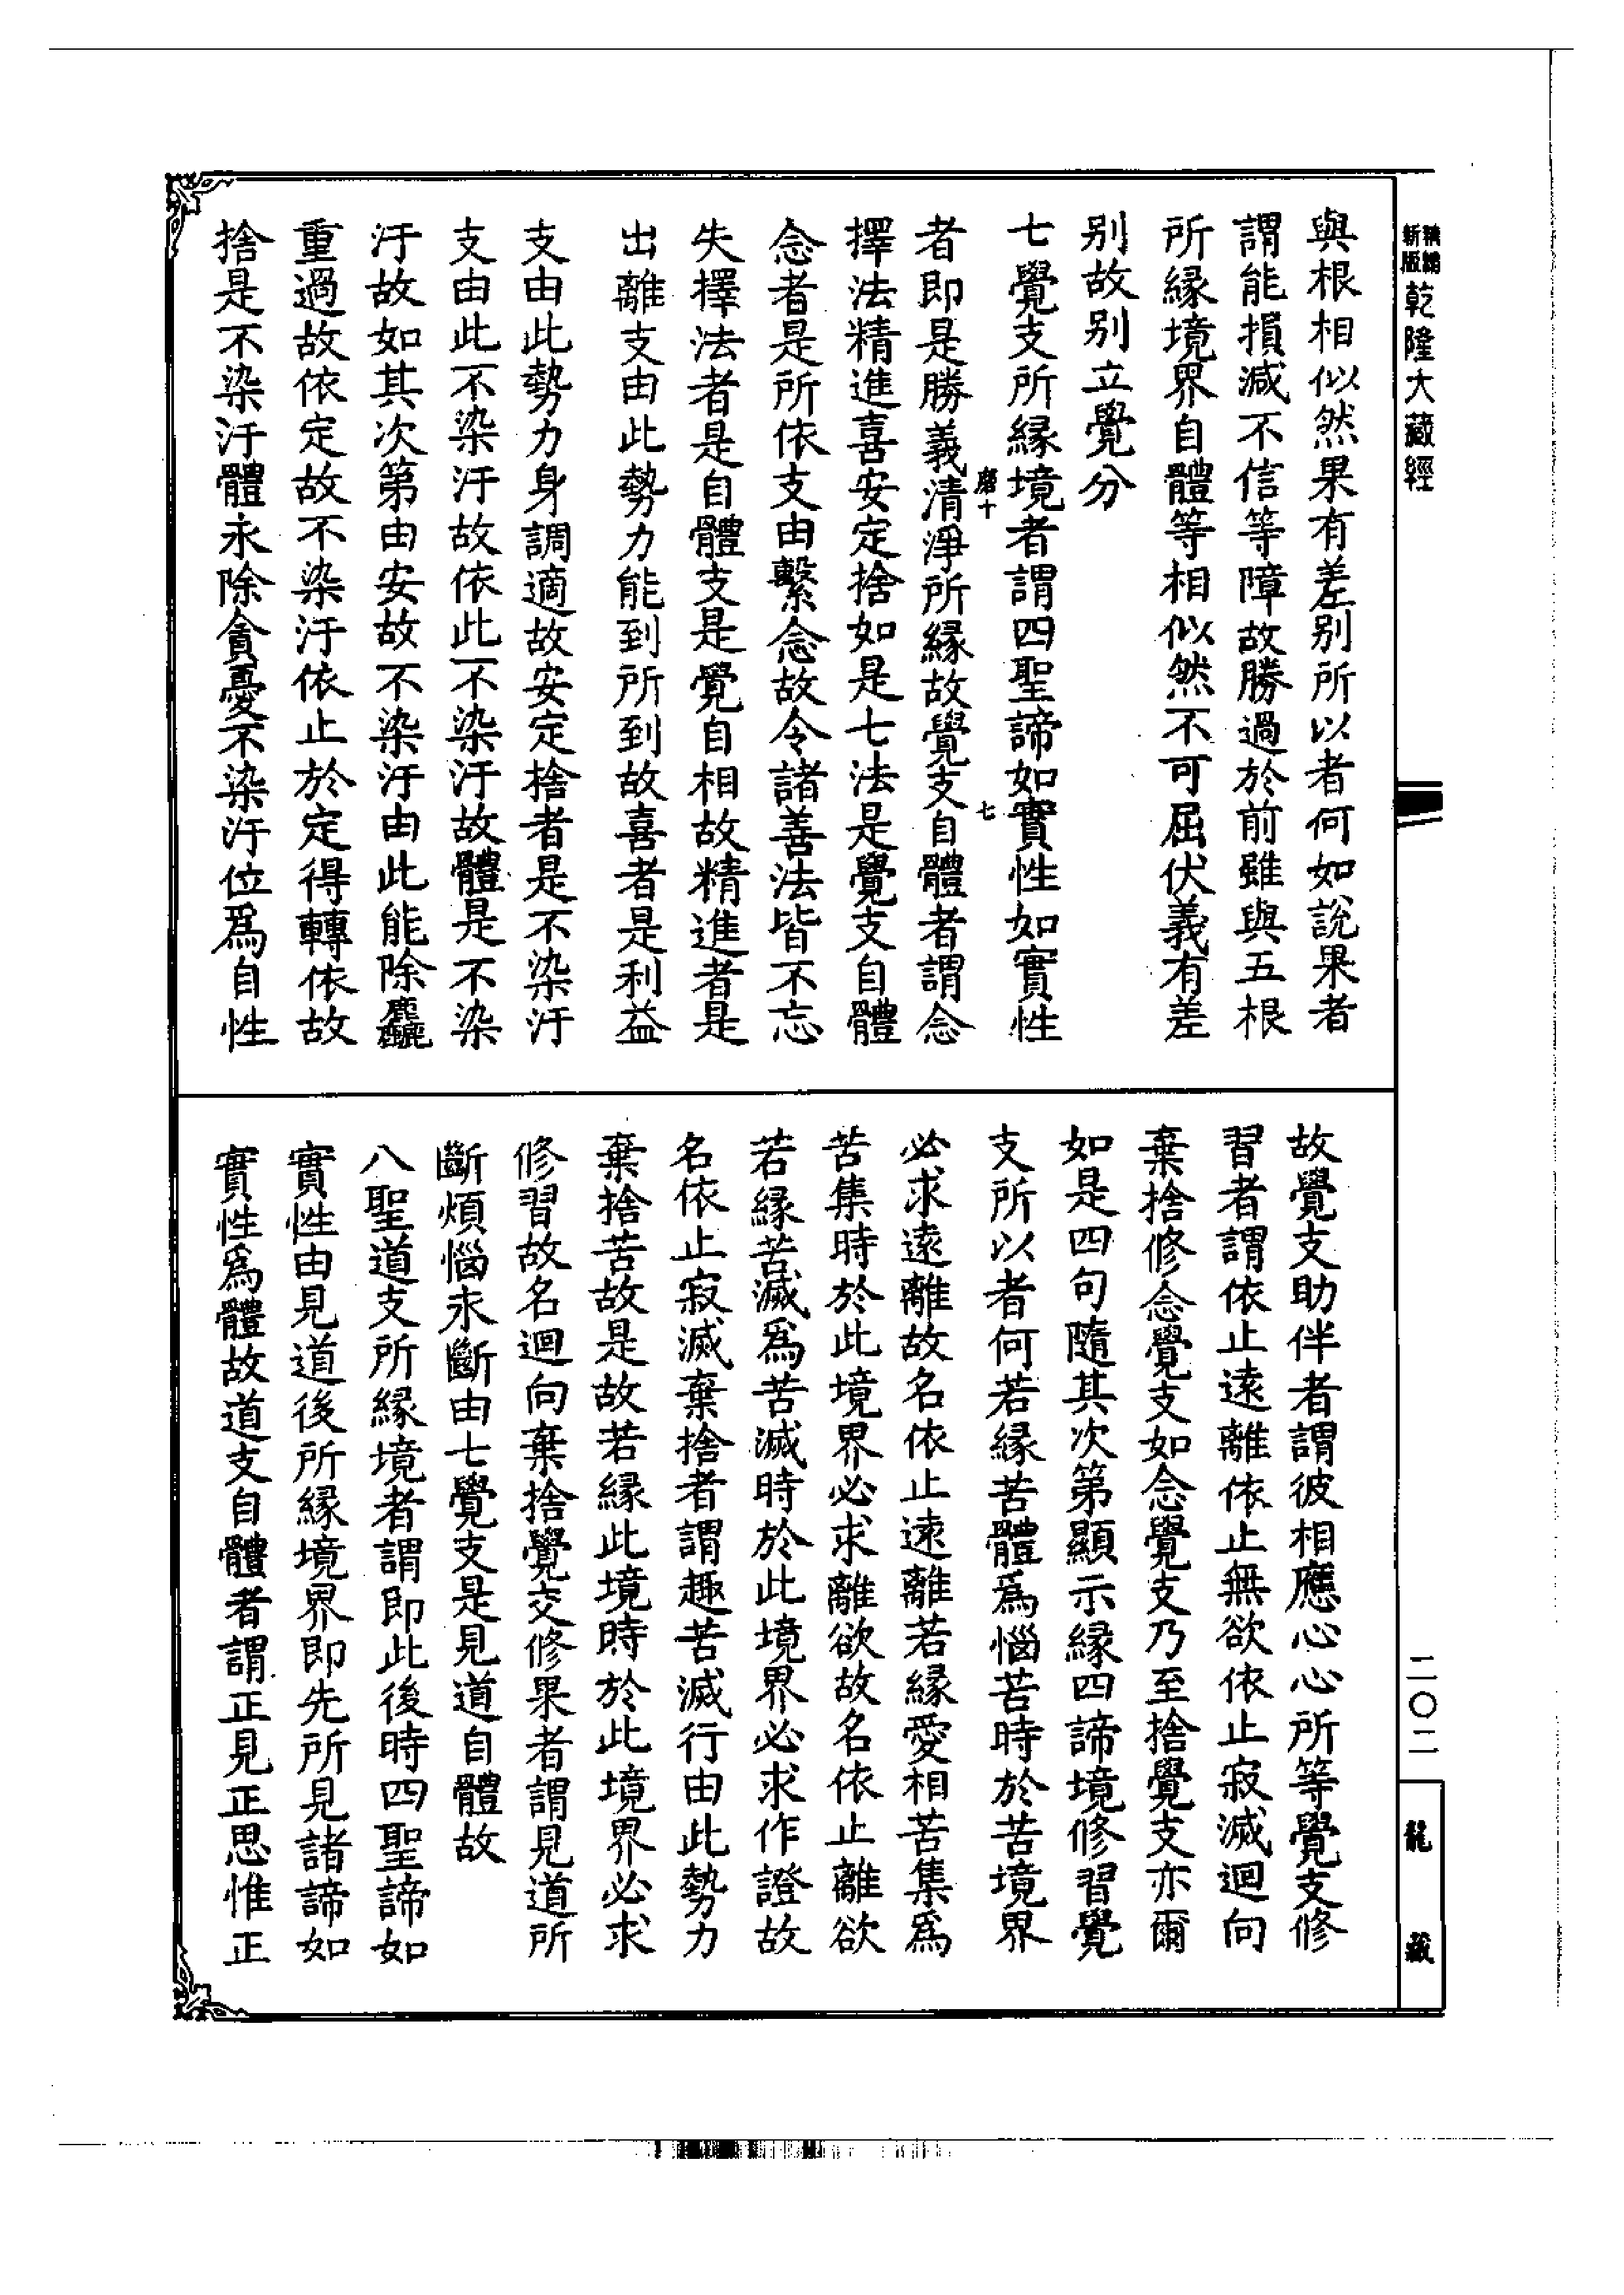 精繡新版乾隆大藏經
二〇二
龍藏
與根相似然果有差別所以者何如說果者
謂能損減不信等障故勝過於前雖與五根
所緣境界自體等相似然不可屈伏義有差
別故別立覺分
七覺支所緣境者謂四聖諦如實性如實性
磨十 七
者即是勝義清淨所緣故覺支自體者謂念
擇法精進喜安定捨如是七法是覺支自體
念者是所依支由繫念故令諸善法皆不忘
失擇法者是自體支是覺自相故精進者是
出離支由此勢力能到所到故喜者是利益
支由此勢力身調適故安定捨者是不染汙
支由此不染汙故依此不染汙故體是不染
汙故如其次第由安故不染汙由此能除麤
重過故依定故不染汙依止於定得轉依故
捨是不染汙體永除貪憂不染汙位爲自性
故覺支助伴者謂彼相應心心所等覺支修
習者謂依止遠離依止無欲依止寂滅迴向
棄捨修念覺支如念覺支乃至捨覺支亦爾
如是四句隨其次第顯示緣四諦境修習覺
支所以者何若緣苦體爲惱苦時於苦境界
必求遠離故名依止遠離若緣愛相苦集爲
苦集時於此境界必求離欲故名依止離欲
若緣苦滅爲苦滅時於此境界必求作證故
名依止寂滅棄捨者謂趣苦滅行由此勢力
棄捨苦故是故若緣此境時於此境界必求
修習故名迴向棄捨覺支修果者謂見道所
斷煩惱永斷由七覺支是見道自體故
八聖道支所緣境者謂即此後時四聖諦如
實性由見道後所緣境界即先所見諸諦如
實性爲體故道支自體者謂正見正思惟正